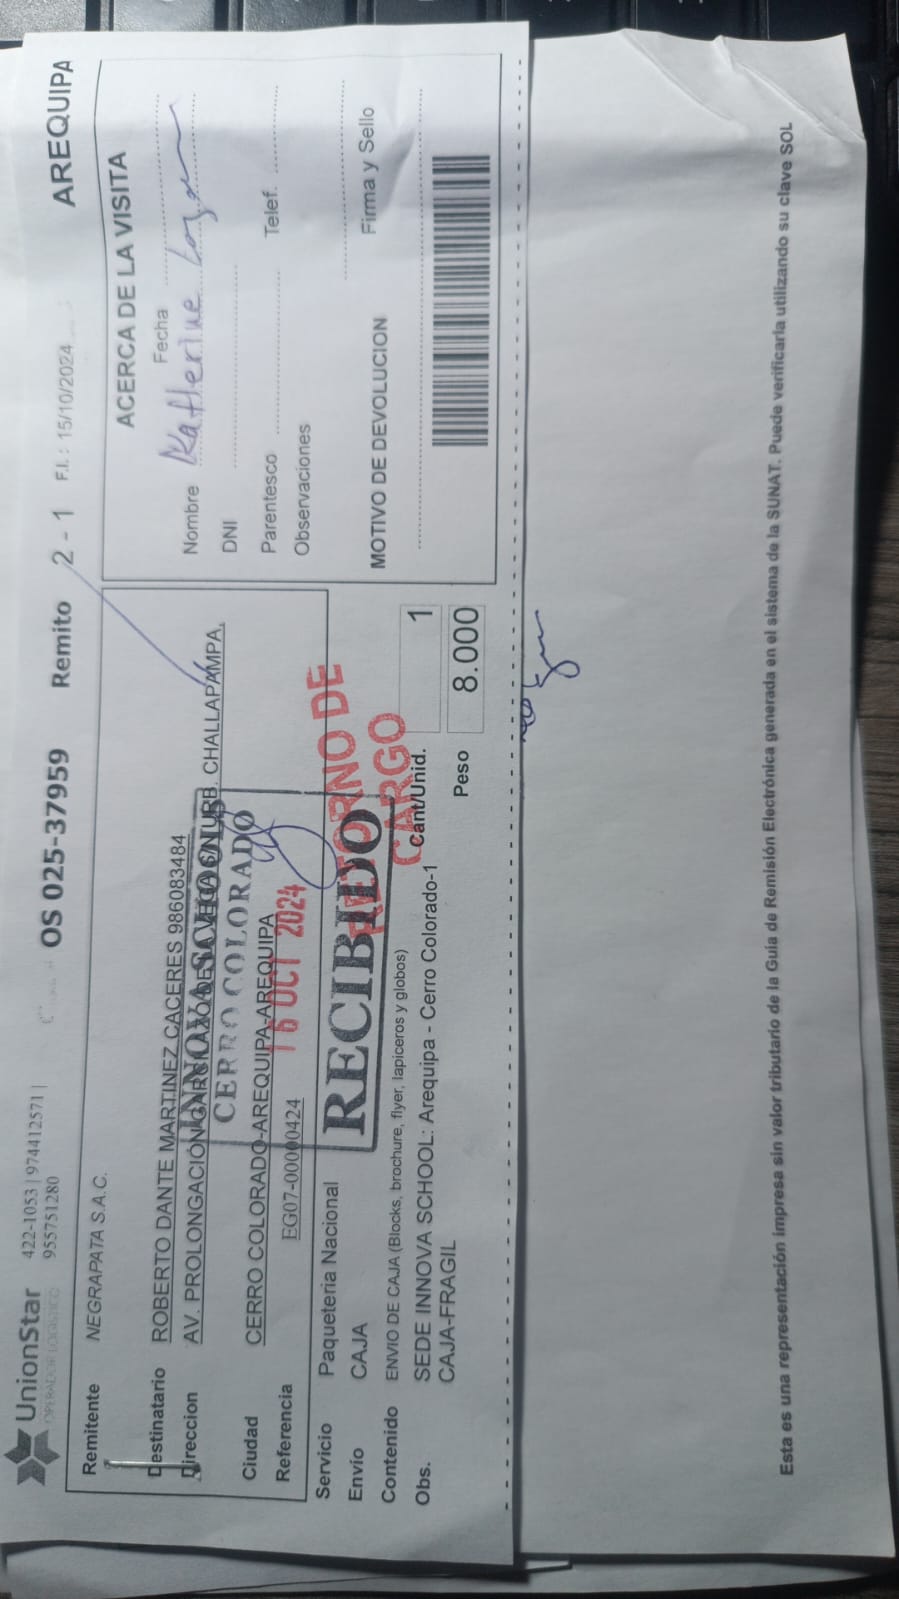 UnionStar
OPERADOR LOGISTICO
422-1053 | 974412571 |
955751280
OS 025-37959
Remito 2 - 1
F.I. : 15/10/2024
AREQUIPA
Remitente NEGRAPATA S.A.C.
Destinatario ROBERTO DANTE MARTINEZ CACERES 986083484
Direccion AV. PROLONGACIÓN URB. CHALLAPAMPA,
Ciudad CERRO COLORADO-AREQUIPA-AREQUIPA
Referencia EG07-00000424
Servicio Paqueteria Nacional
Envío CAJA
Contenido ENVIO DE CAJA (Blocks, brochure, flyer, lapiceros y globos)
Obs. SEDE INNOVA SCHOOL: Arequipa - Cerro Colorado-1
CAJA-FRAGIL
Cant/Unid. 1
Peso 8.000
INNOVA
CERRO COLORADO
16 OCT 2024
RECIBIDO
RETORNO DE
CARGO
ACERCA DE LA VISITA
Fecha
Nombre Katherine
DNI
Parentesco Telef.
Observaciones
MOTIVO DE DEVOLUCION
Firma y Sello
Esta es una representación impresa sin valor tributario de la Guia de Remisión Electrónica generada en el sistema de la SUNAT. Puede verificarla utilizando su clave SOL